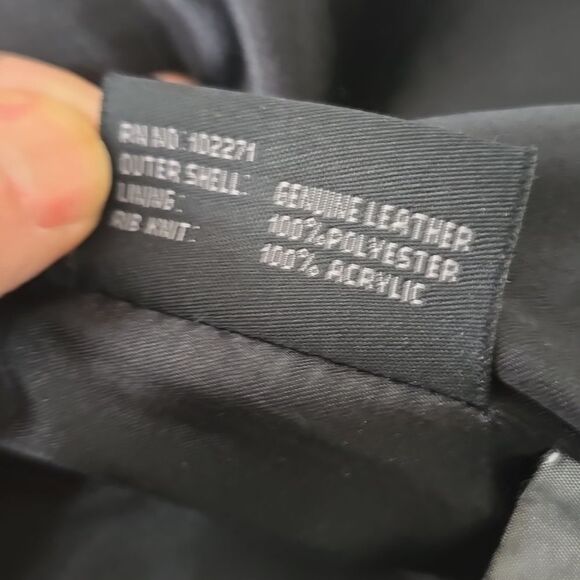 RN NO: 102271
OUTER SHELL: GENUINE LEATHER
LINING: 100% POLYESTER
RIB KNIT: 100% ACRYLIC